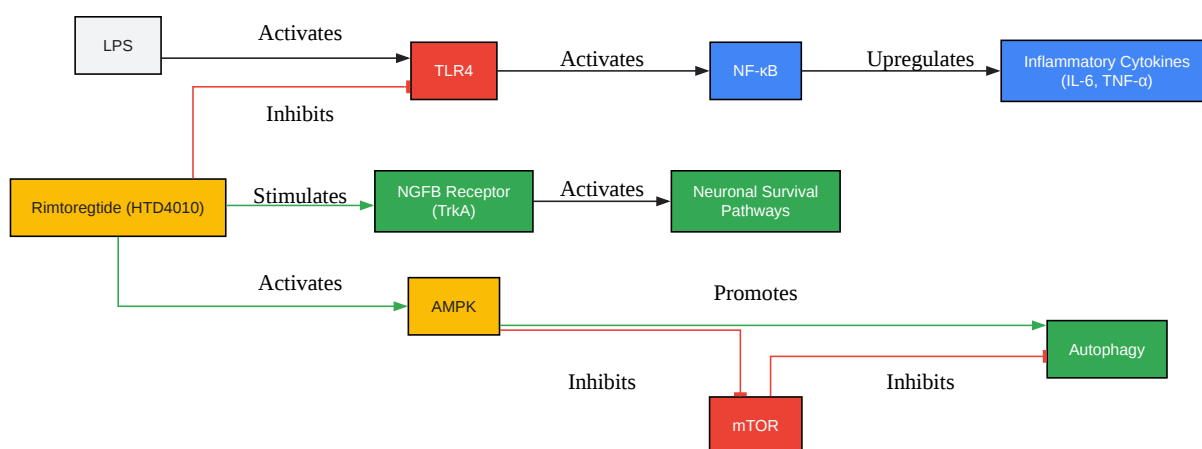 LPS
Activates
TLR4
Activates
NF-κB
Upregulates
Inflammatory Cytokines
(IL-6, TNF-α)
Inhibits
Rimtoregtide (HTD4010)
Stimulates
NGFB Receptor
(TrkA)
Activates
Neuronal Survival
Pathways
Activates
AMPK
Promotes
Autophagy
Inhibits
Inhibits
mTOR